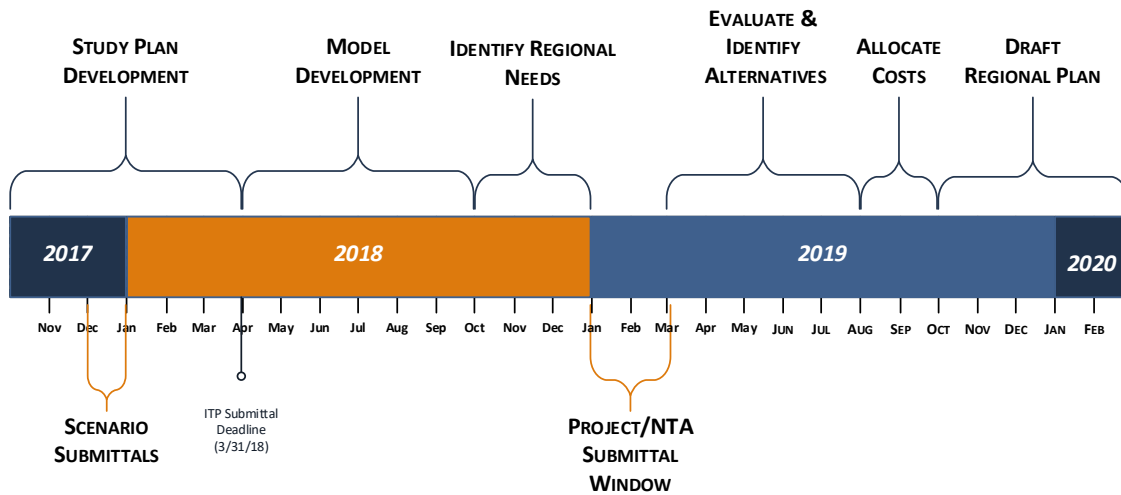 STUDY PLAN
DEVELOPMENT
MODEL
DEVELOPMENT
IDENTIFY REGIONAL
NEEDS
EVALUATE &
IDENTIFY
ALTERNATIVES
ALLOCATE
COSTS
DRAFT
REGIONAL PLAN
2017
2018
2019
2020
Nov Dec Jan Feb Mar Apr May Jun Jul Aug Sep Oct Nov Dec Jan Feb Mar Apr May Jun Jul Aug Sep Oct Nov Dec Jan Feb
SCENARIO
SUBMITTALS
ITP Submittal
Deadline
(3/31/18)
PROJECT/NTA
SUBMITTAL
WINDOW